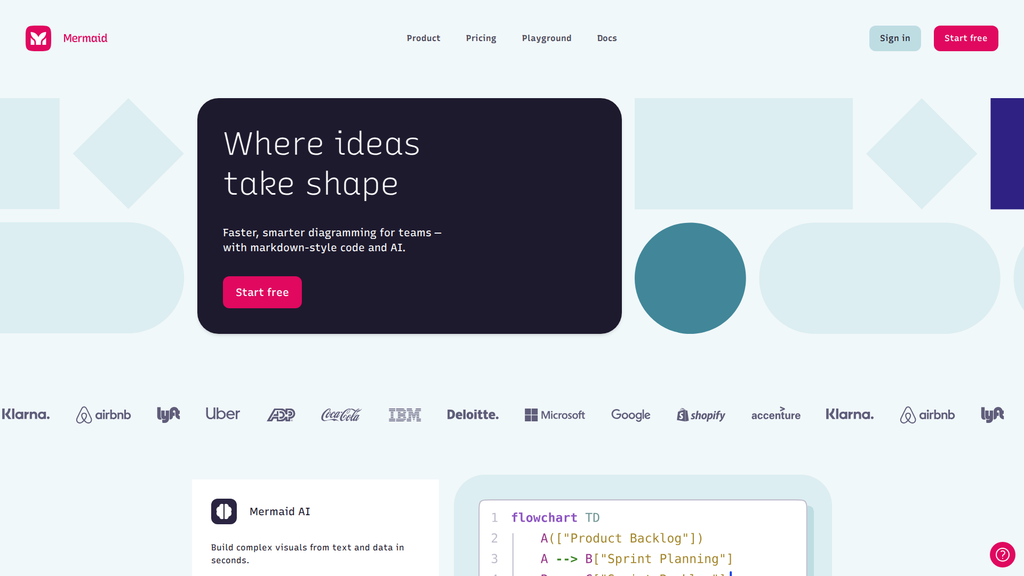 Mermaid
Product Pricing Playground Docs
Sign in Start free
Where ideas
take shape
Faster, smarter diagramming for teams —
with markdown-style code and AI.
Start free
Klarna. airbnb lyft Uber ADP Coca-Cola IBM Deloitte. Microsoft Google shopify accenture Klarna. airbnb lyft
Mermaid AI
Build complex visuals from text and data in
seconds.
1 flowchart TD
2 A(["Product Backlog"])
3 A --> B["Sprint Planning"]